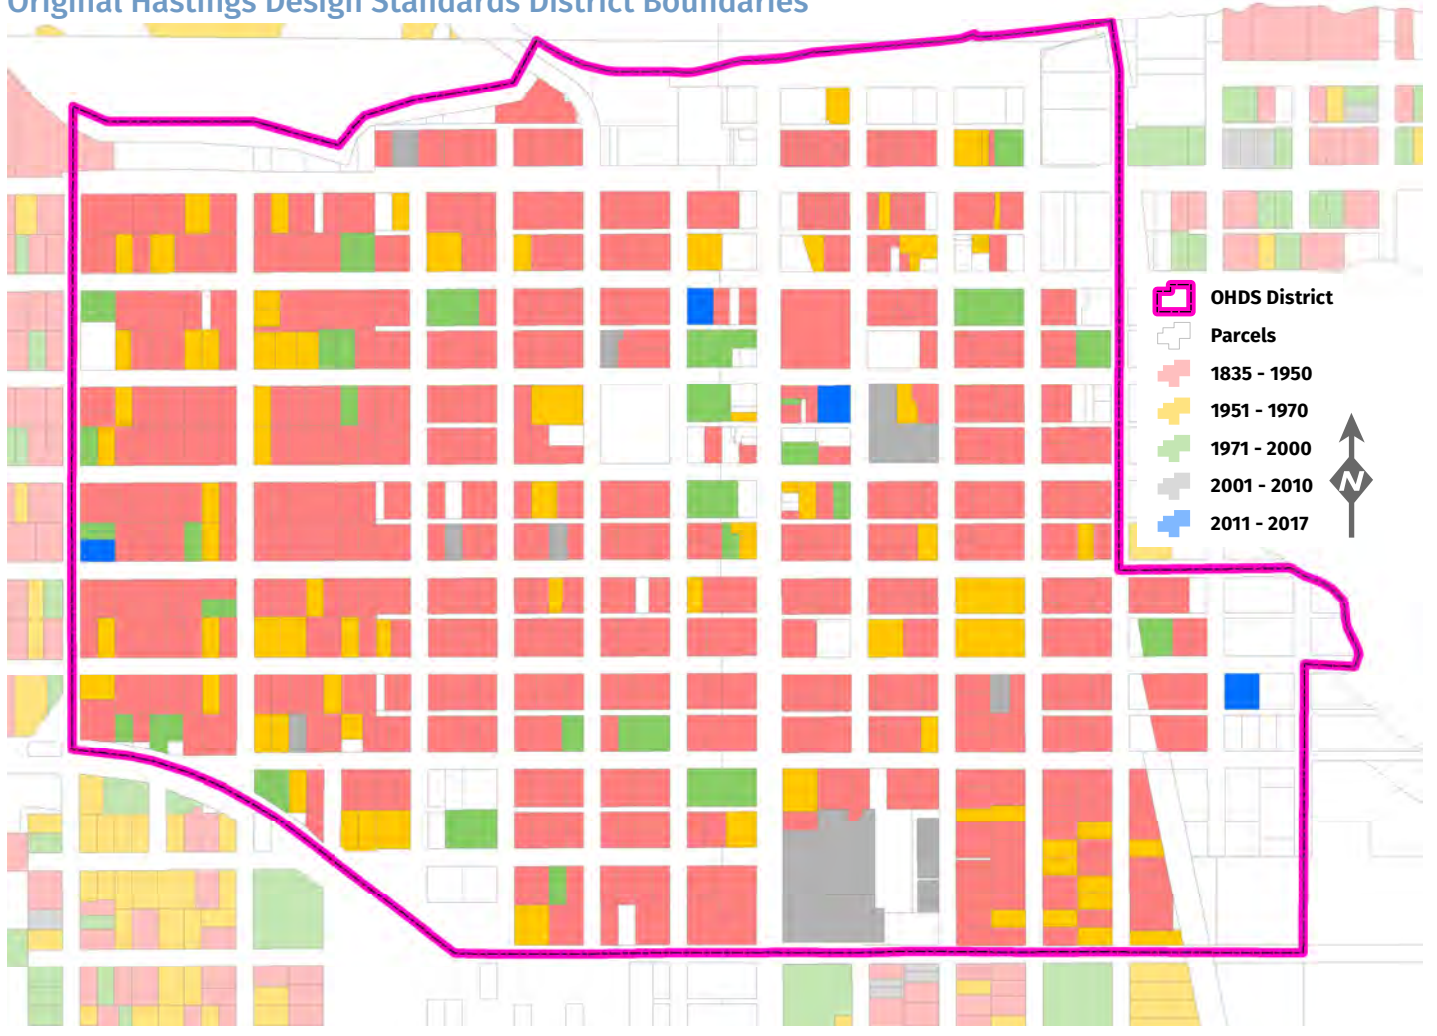 Original Hastings Design Standards District Boundaries
OHDS District
Parcels
1835 - 1950
1951 - 1970
1971 - 2000
2001 - 2010
2011 - 2017
N